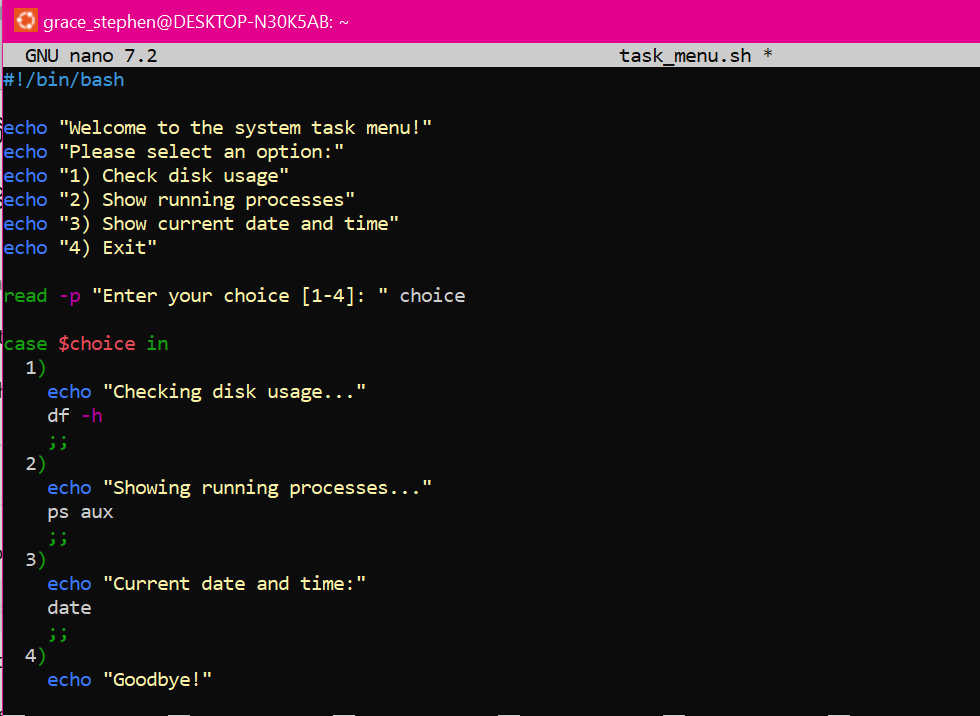 grace_stephen@DESKTOP-N30K5AB: ~
GNU nano 7.2 task_menu.sh *
#!/bin/bash
echo "Welcome to the system task menu!"
echo "Please select an option:"
echo "1) Check disk usage"
echo "2) Show running processes"
echo "3) Show current date and time"
echo "4) Exit"
read -p "Enter your choice [1-4]: " choice
case $choice in
1)
echo "Checking disk usage..."
df -h
;;
2)
echo "Showing running processes..."
ps aux
;;
3)
echo "Current date and time:"
date
;;
4)
echo "Goodbye!"